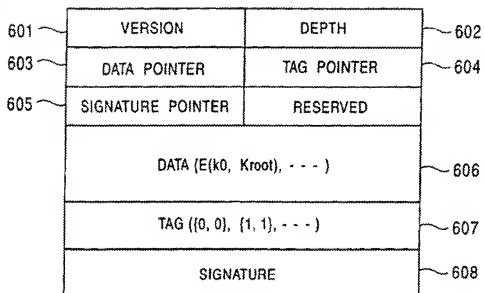 601 VERSION DEPTH 602
603 DATA POINTER TAG POINTER 604
605 SIGNATURE POINTER RESERVED
DATA (E(k0, Kroot), - - - ) 606
TAG ({0, 0}, {1, 1}, - - - ) 607
SIGNATURE 608